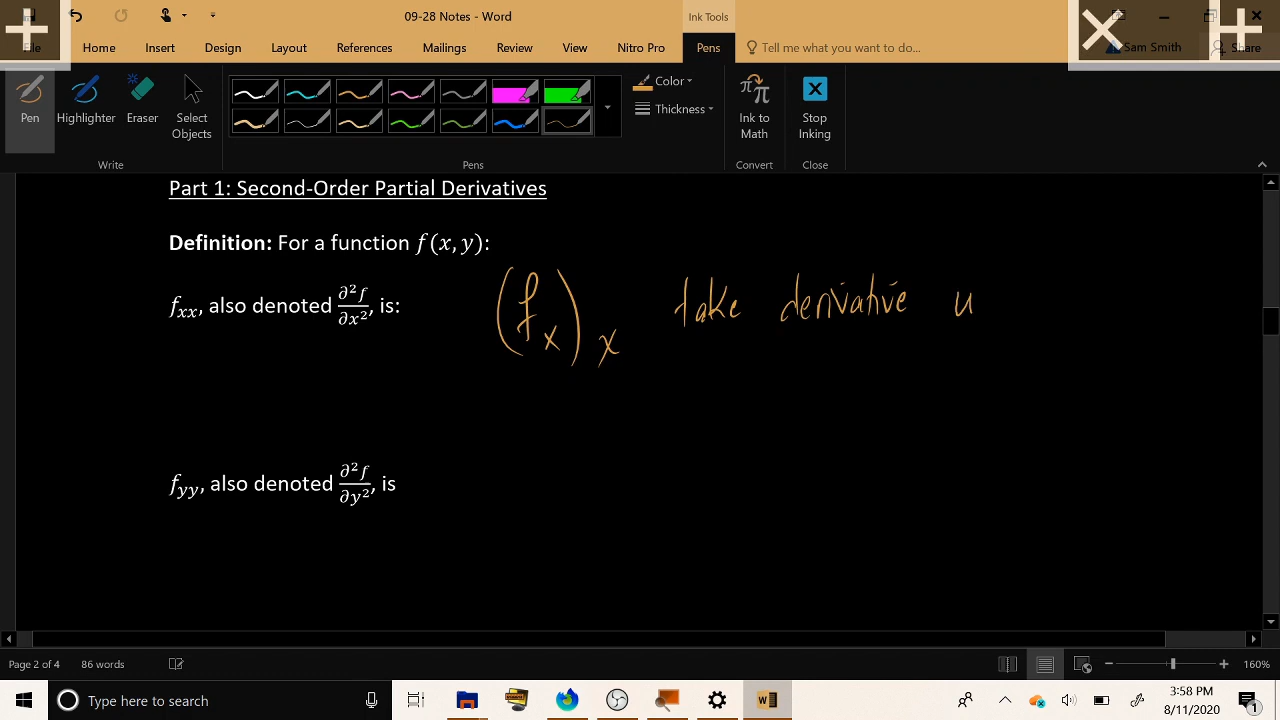 09-28 Notes - Word
Ink Tools
File Home Insert Design Layout References Mailings Review View Nitro Pro Pens Tell me what you want to do... Sam Smith Share
Pen Highlighter Eraser Select Objects
Color
Thickness
Ink to Math
Stop Inking
Write Pens Convert Close
Part 1: Second-Order Partial Derivatives
Definition: For a function f(x, y):
fₓₓ, also denoted ∂²f/∂x², is: (fₓ)ₓ take derivative u
f_yy, also denoted ∂²f/∂y², is
Page 2 of 4 86 words 160%
Type here to search
3:58 PM
8/11/2020
1